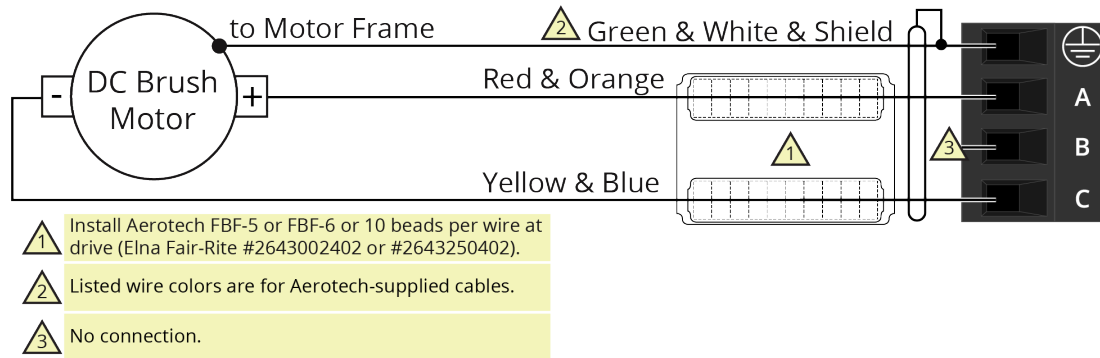 to Motor Frame
2 Green & White & Shield
DC Brush
Motor
- +
Red & Orange
A
1
3 B
Yellow & Blue
C
1 Install Aerotech FBF-5 or FBF-6 or 10 beads per wire at
drive (Elna Fair-Rite #2643002402 or #2643250402).
2 Listed wire colors are for Aerotech-supplied cables.
3 No connection.